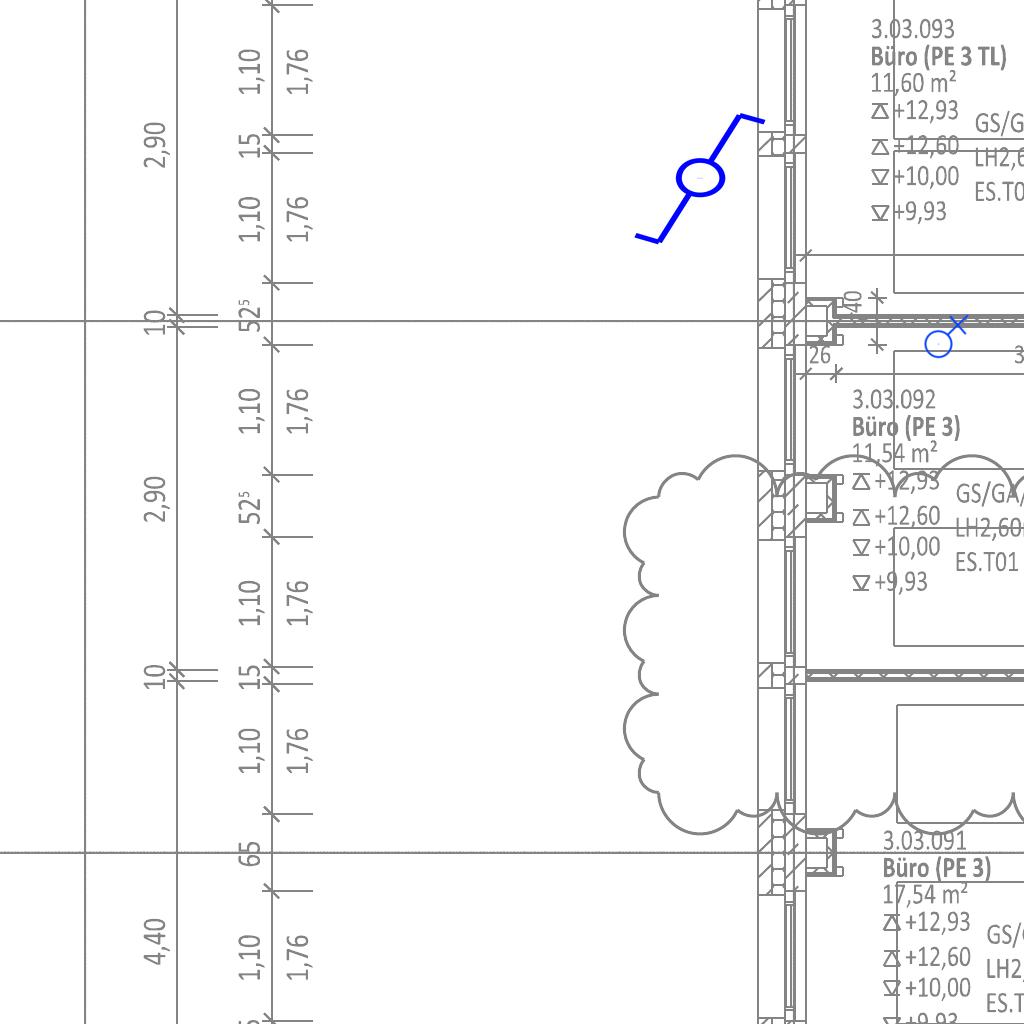 3.03.093
Büro (PE 3 TL)
11,60 m²
+12,93
+12,60
+10,00
+9,93
GS/G
LH2,6
ES.T0
1,10
1,76
2,90
15
1,10
1,76
10
52⁵
40
26
3
3.03.092
Büro (PE 3)
11,54 m²
+12,93
+12,60
+10,00
+9,93
GS/GA/
LH2,60
ES.T01
1,10
1,76
2,90
52⁵
1,10
1,76
10
15
1,10
1,76
65
3.03.091
Büro (PE 3)
17,54 m²
+12,93
+12,60
+10,00
+9,93
GS/
LH2,
ES.T
4,40
1,10
1,76